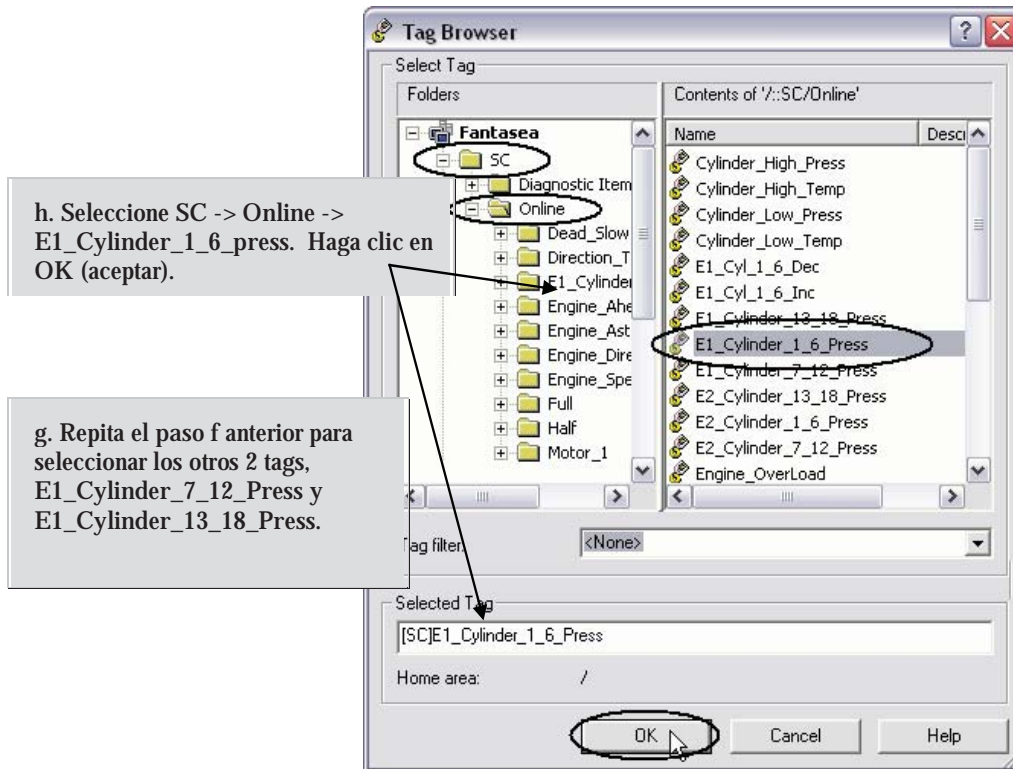 Tag Browser
Select Tag
Folders
Contents of '/::SC/Online'
Fantasea
SC
Diagnostic Item
Online
Dead_Slow
Direction_T
E1_Cylinder
Engine_Ahe
Engine_Ast
Engine_Dire
Engine_Spe
Full
Half
Motor_1
Name
Descr
Cylinder_High_Press
Cylinder_High_Temp
Cylinder_Low_Press
Cylinder_Low_Temp
E1_Cyl_1_6_Dec
E1_Cyl_1_6_Inc
E1_Cylinder_13_18_Press
E1_Cylinder_1_6_Press
E1_Cylinder_7_12_Press
E2_Cylinder_13_18_Press
E2_Cylinder_1_6_Press
E2_Cylinder_7_12_Press
Engine_OverLoad
h. Seleccione SC -> Online ->
E1_Cylinder_1_6_press. Haga clic en
OK (aceptar).
g. Repita el paso f anterior para
seleccionar los otros 2 tags,
E1_Cylinder_7_12_Press y
E1_Cylinder_13_18_Press.
Tag filter:
<None>
Selected Tag
[SC]E1_Cylinder_1_6_Press
Home area: /
OK
Cancel
Help